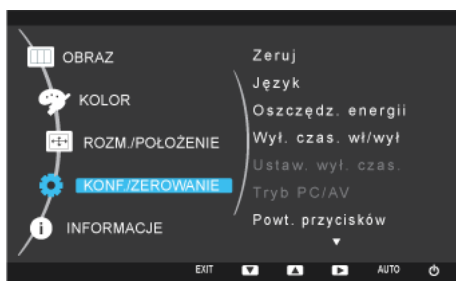 OBRAZ
KOLOR
ROZM./POŁOŻENIE
KONF./ZEROWANIE
INFORMACJE
Zeruj
Język
Oszczędz. energii
Wył. czas. wł/wył
Ustaw. wył. czas.
Tryb PC/AV
Powt. przycisków
EXIT
AUTO